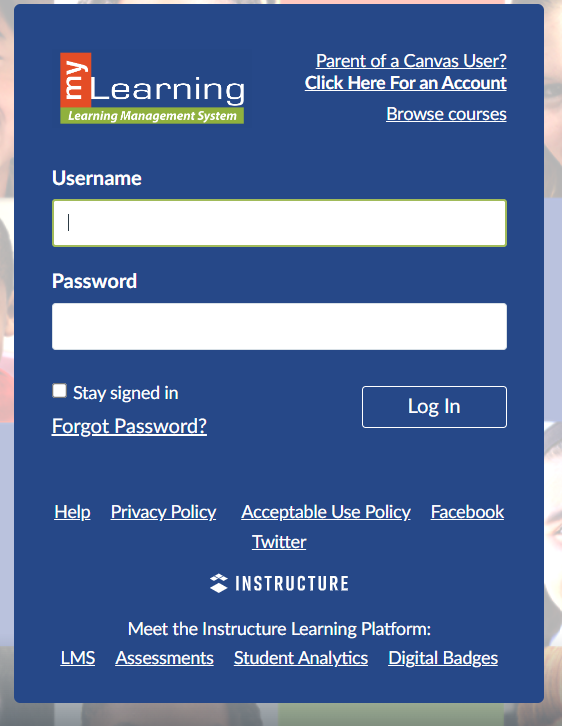 my
Learning
Learning Management System
Parent of a Canvas User?
Click Here For an Account
Browse courses
Username
Password
Stay signed in
Log In
Forgot Password?
Help Privacy Policy Acceptable Use Policy Facebook
Twitter
INSTRUCTURE
Meet the Instructure Learning Platform:
LMS Assessments Student Analytics Digital Badges